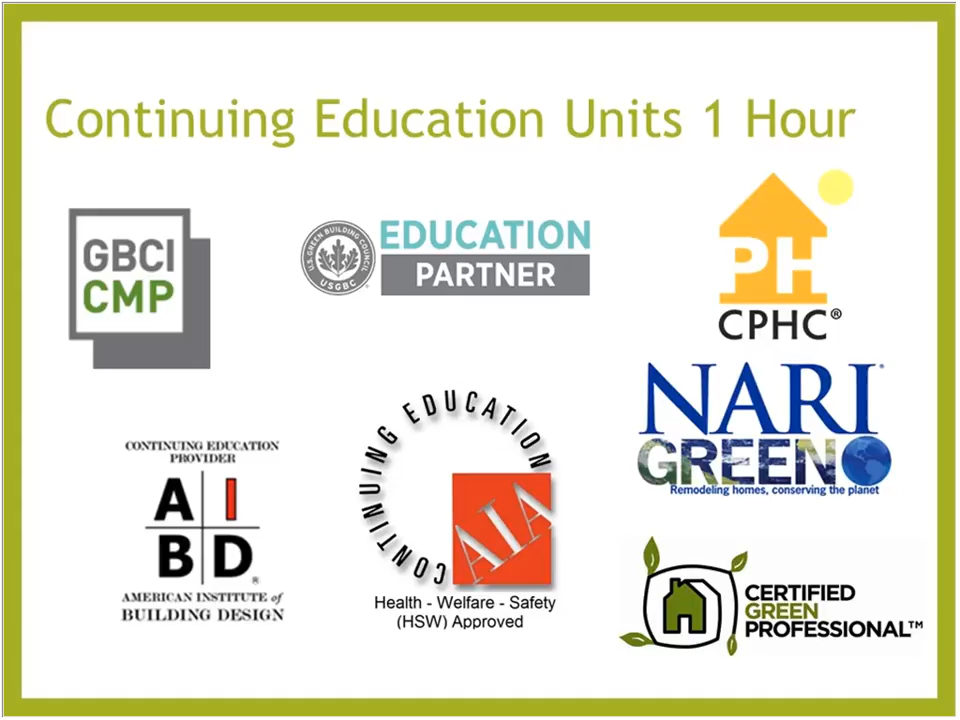 Continuing Education Units 1 Hour
GBCI
CMP
U.S. GREEN BUILDING COUNCIL
USGBC
®
EDUCATION
PARTNER
PH
CPHC®
NARI®
GREEN
Remodeling homes, conserving the planet
CONTINUING EDUCATION
PROVIDER
A I
B D®
AMERICAN INSTITUTE of
BUILDING DESIGN
CONTINUING EDUCATION
AIA
Health - Welfare - Safety
(HSW) Approved
CERTIFIED
GREEN
PROFESSIONAL™